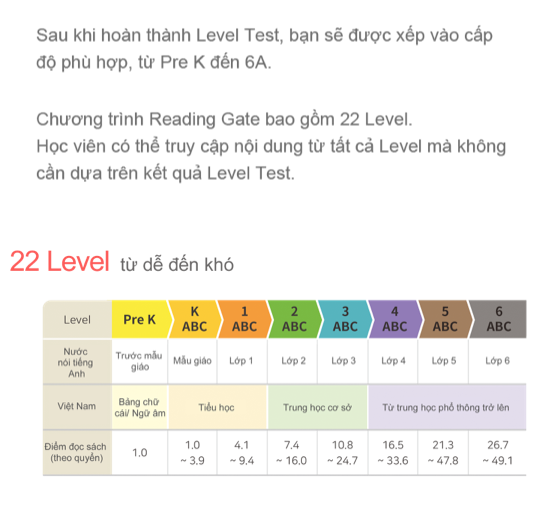 Sau khi hoàn thành Level Test, bạn sẽ được xếp vào cấp
độ phù hợp, từ Pre K đến 6A.
Chương trình Reading Gate bao gồm 22 Level.
Học viên có thể truy cập nội dung từ tất cả Level mà không
cần dựa trên kết quả Level Test.
22 Level từ dễ đến khó
Level Pre K K ABC 1 ABC 2 ABC 3 ABC 4 ABC 5 ABC 6 ABC
Nước nói tiếng Anh Trước mẫu giáo Mẫu giáo Lớp 1 Lớp 2 Lớp 3 Lớp 4 Lớp 5 Lớp 6
Việt Nam Bảng chữ cái/ Ngữ âm Tiểu học Trung học cơ sở Từ trung học phổ thông trở lên
Điểm đọc sách (theo quyển) 1.0 1.0 ~ 3.9 4.1 ~ 9.4 7.4 ~ 16.0 10.8 ~ 24.7 16.5 ~ 33.6 21.3 ~ 47.8 26.7 ~ 49.1